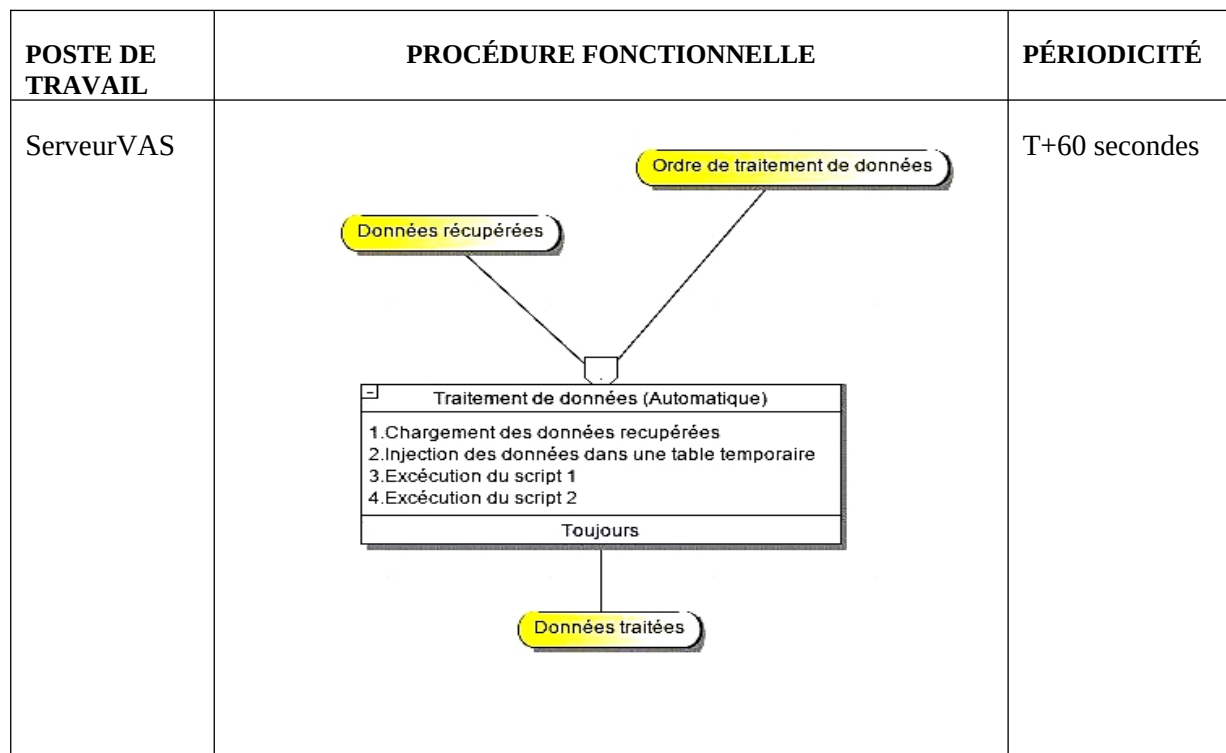 POSTE DE
TRAVAIL
PROCÉDURE FONCTIONNELLE
PÉRIODICITÉ
ServeurVAS
T+60 secondes
Ordre de traitement de données
Données récupérées
Traitement de données (Automatique)
1.Chargement des données recupérées
2.Injection des données dans une table temporaire
3.Excécution du script 1
4.Excécution du script 2
Toujours
Données traitées